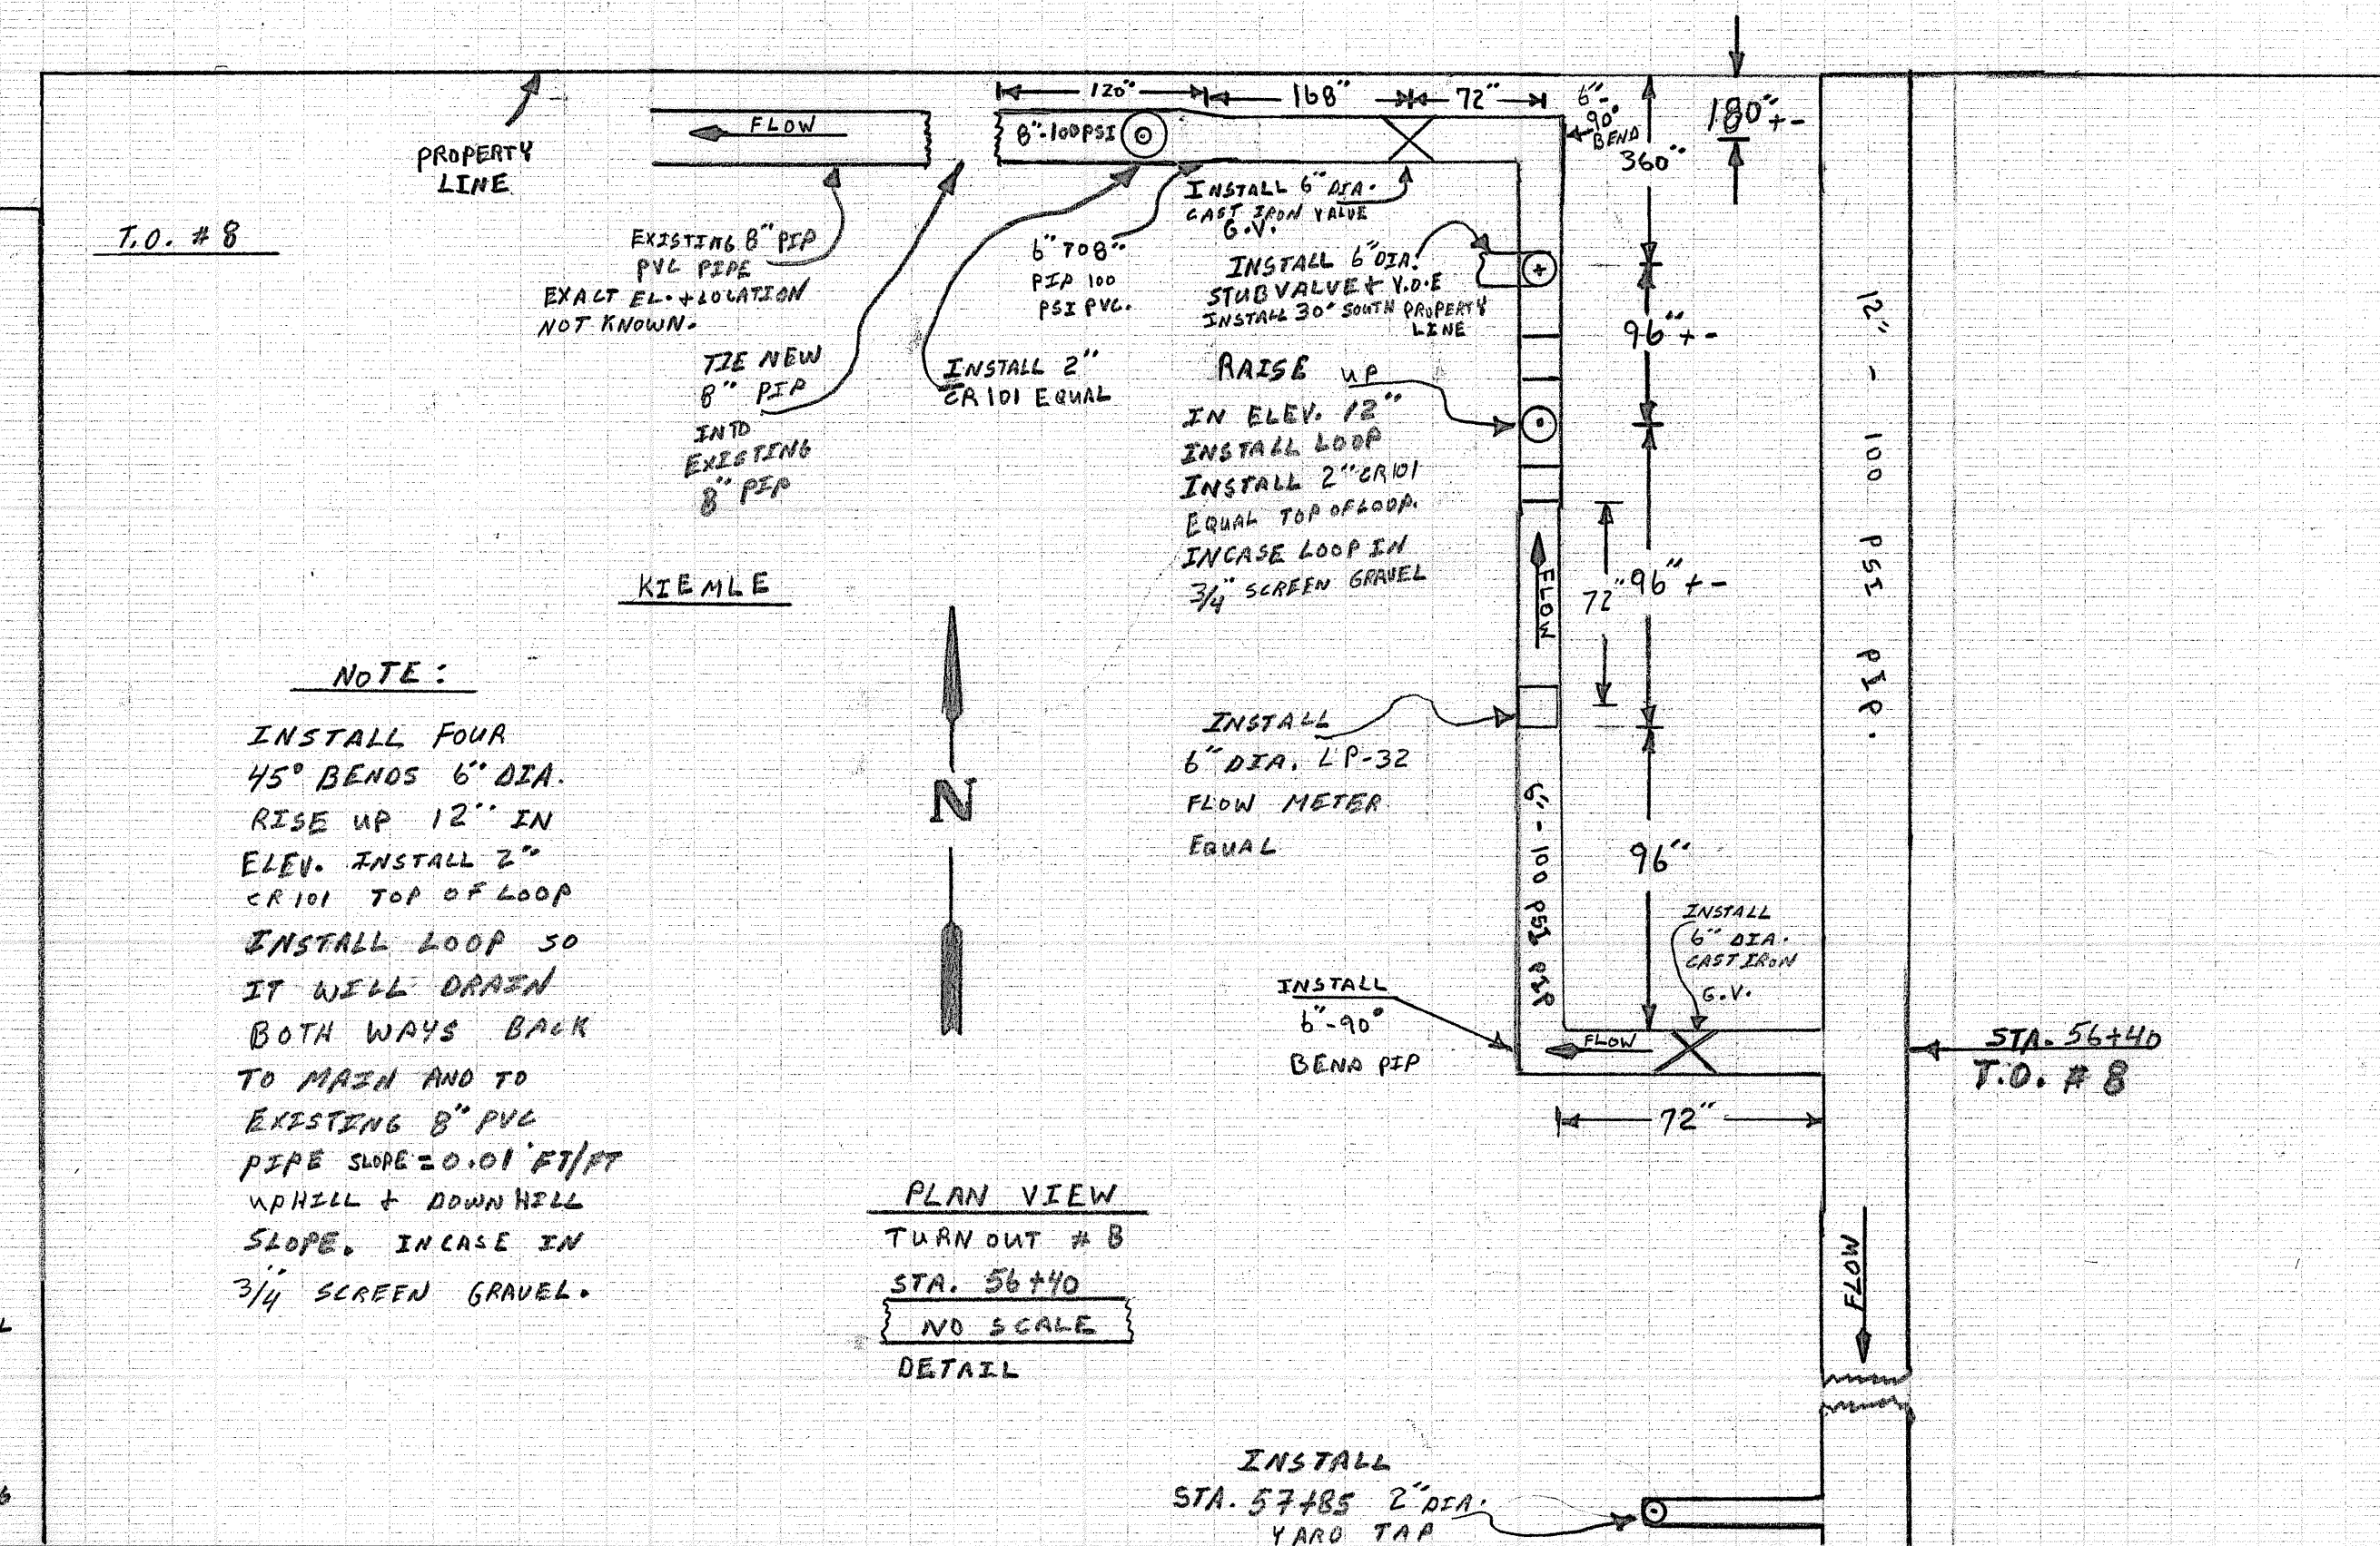 120"
168"
72"
6"-
90°
BEND
360"
180"+-
FLOW
8"-100PSI
PROPERTY
LINE
T.O. # 8
EXISTING 8" PIP
PVC PIPE
EXACT EL. + LOCATION
NOT KNOWN.
TIE NEW
8" PIP
INTO
EXISTING
8" PIP
6" TO 8"
PIP 100
PSI PVC.
INSTALL 2"
CR101 EQUAL
INSTALL 6" DIA.
CAST IRON VALVE
G.V.
INSTALL 6" DIA.
STUB VALVE + V.O.E
INSTALL 30' SOUTH PROPERTY
LINE
96"+-
RAISE UP
IN ELEV. 12"
INSTALL LOOP
INSTALL 2" CR101
EQUAL TOP OF LOOP.
INCASE LOOP IN
3/4" SCREEN GRAVEL
FLOW
72"
96"+-
12" - 100 PSI PIP.
KIEMLE
N
NOTE:
INSTALL FOUR
45° BENDS 6" DIA.
RISE UP 12" IN
ELEV. INSTALL 2"
CR101 TOP OF LOOP
INSTALL LOOP SO
IT WILL DRAIN
BOTH WAYS BACK
TO MAIN AND TO
EXISTING 8" PVC
PIPE SLOPE = 0.01 'FT/FT
UPHILL + DOWNHILL
SLOPE. INCASE IN
3/4" SCREEN GRAVEL.
INSTALL
6" DIA. LP-32
FLOW METER
EQUAL
6" - 100 PSI PIP
96"
INSTALL
6" DIA.
CAST IRON
G.V.
INSTALL
6"-90°
BEND PIP
FLOW
72"
STA. 56+40
T.O. # 8
PLAN VIEW
TURN OUT # 8
STA. 56+40
NO SCALE
DETAIL
FLOW
INSTALL
STA. 57+85 2" DIA.
YARD TAP